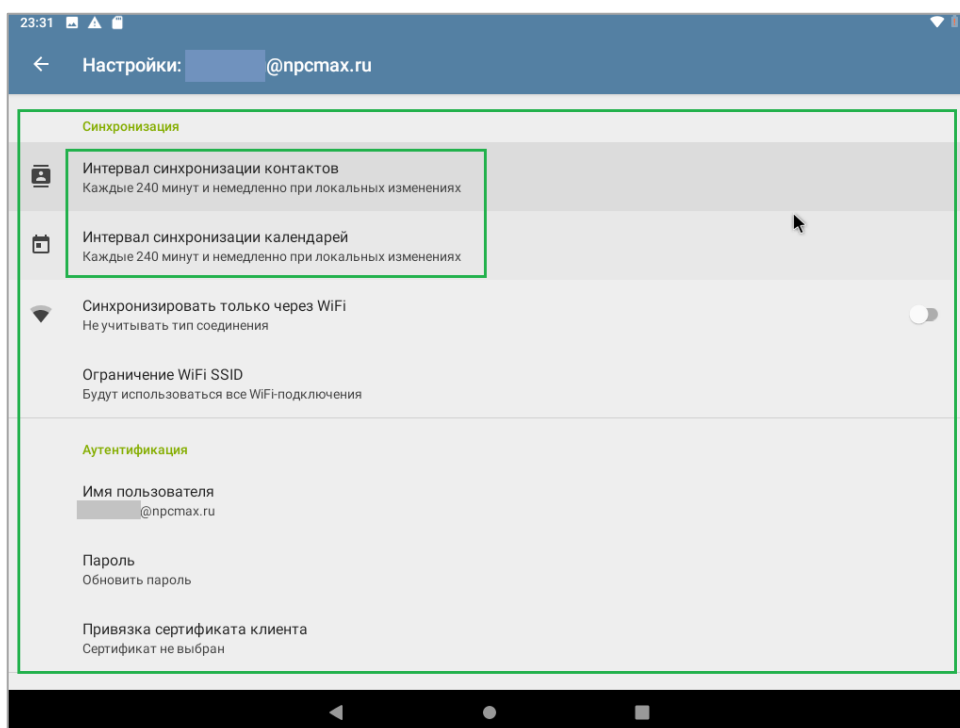 23:31
Настройки: @npcmax.ru
Синхронизация
Интервал синхронизации контактов
Каждые 240 минут и немедленно при локальных изменениях
Интервал синхронизации календарей
Каждые 240 минут и немедленно при локальных изменениях
Синхронизировать только через WiFi
Не учитывать тип соединения
Ограничение WiFi SSID
Будут использоваться все WiFi-подключения
Аутентификация
Имя пользователя
@npcmax.ru
Пароль
Обновить пароль
Привязка сертификата клиента
Сертификат не выбран